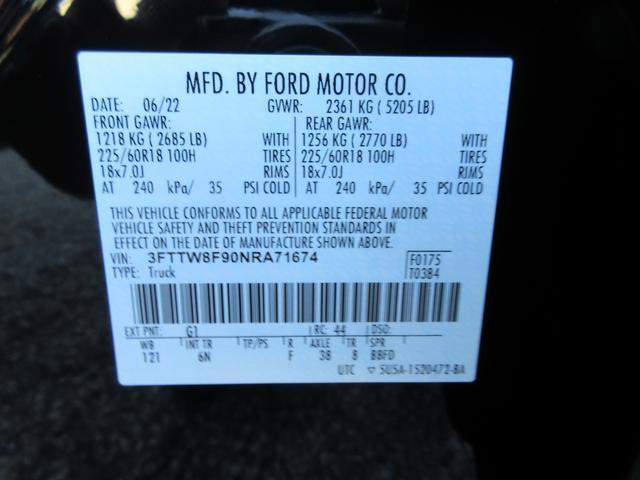 MFD. BY FORD MOTOR CO.
DATE: 06/22 GVWR: 2361 KG ( 5205 LB)
FRONT GAWR: REAR GAWR:
1218 KG ( 2685 LB) WITH 1256 KG ( 2770 LB) WITH
225/60R18 100H TIRES 225/60R18 100H TIRES
18x7.0J RIMS 18x7.0J RIMS
AT 240 kPa/ 35 PSI COLD AT 240 kPa/ 35 PSI COLD
THIS VEHICLE CONFORMS TO ALL APPLICABLE FEDERAL MOTOR
VEHICLE SAFETY AND THEFT PREVENTION STANDARDS IN
EFFECT ON THE DATE OF MANUFACTURE SHOWN ABOVE.
VIN: 3FTTW8F90NRA71674 F0175
TYPE: Truck T0384
EXT PNT: G1 RC: 44 DSO:
WB INT TR TP/PS R AXLE TR SPR
121 6N F 38 8 BBFD
UTC ▽ 5U5A-1520472-BA